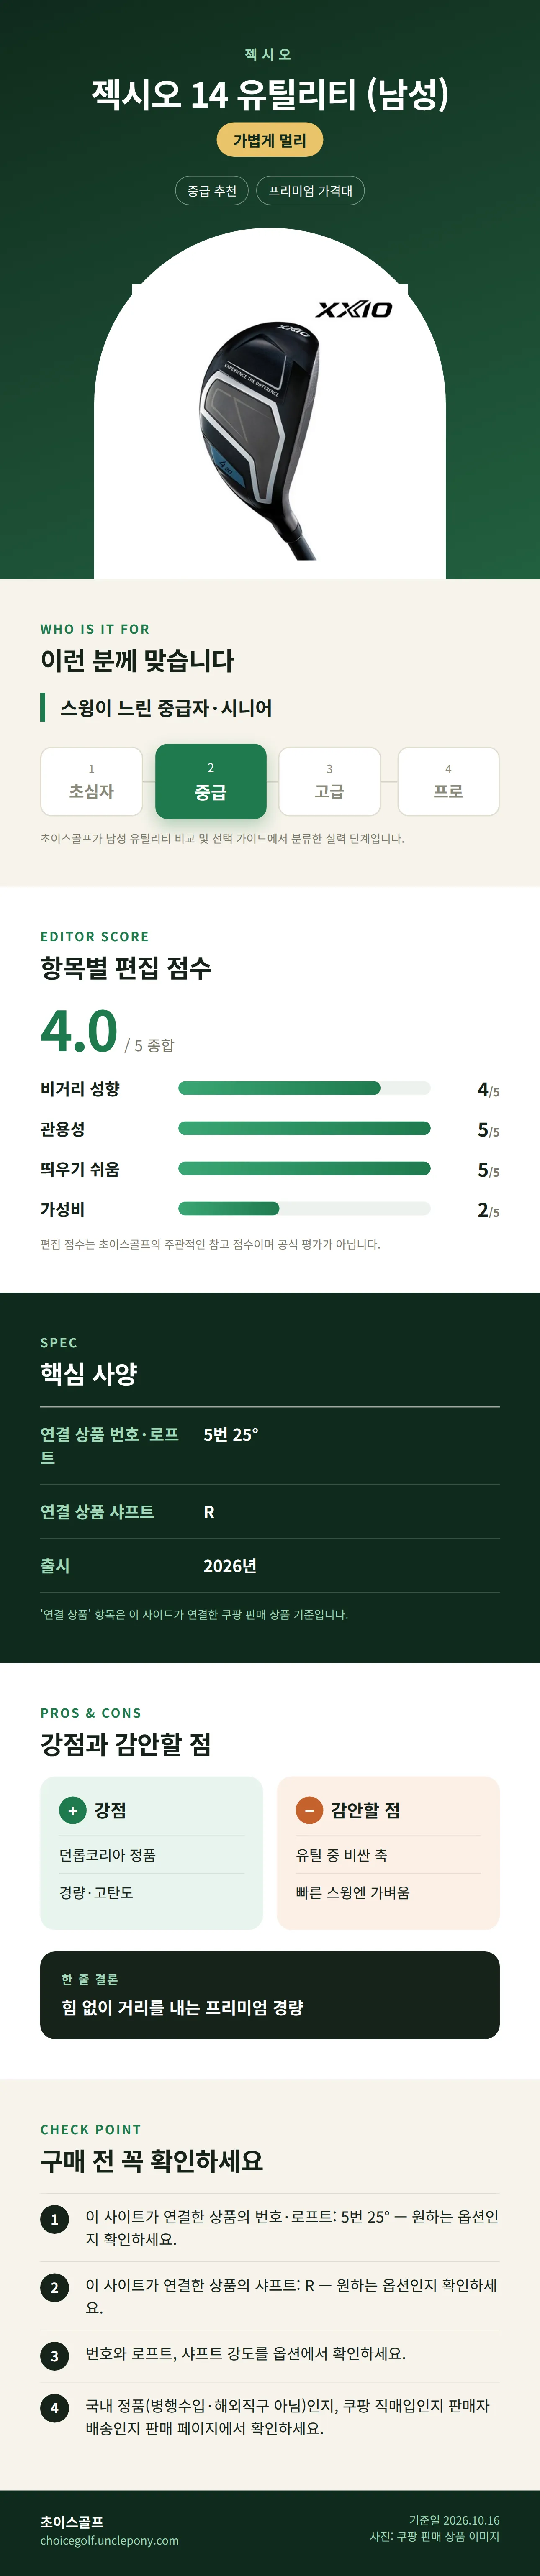 젝시오
젝시오 14 유틸리티 (남성)
가볍게 멀리
중급 추천
프리미엄 가격대
XXIO
XXIO
EXPERIENCE THE DIFFERENCE
WHO IS IT FOR
이런 분께 맞습니다
스윙이 느린 중급자·시니어
1
초심자
2
중급
3
고급
4
프로
초이스골프가 남성 유틸리티 비교 및 선택 가이드에서 분류한 실력 단계입니다.
EDITOR SCORE
항목별 편집 점수
4.0 / 5 종합
비거리 성향 4/5
관용성 5/5
띄우기 쉬움 5/5
가성비 2/5
편집 점수는 초이스골프의 주관적인 참고 점수이며 공식 평가가 아닙니다.
SPEC
핵심 사양
연결 상품 번호·로프트 5번 25°
연결 상품 샤프트 R
출시 2026년
'연결 상품' 항목은 이 사이트가 연결한 쿠팡 판매 상품 기준입니다.
PROS & CONS
강점과 감안할 점
+ 강점
던롭코리아 정품
경량·고탄도
− 감안할 점
유틸 중 비싼 축
빠른 스윙엔 가벼움
한 줄 결론
힘 없이 거리를 내는 프리미엄 경량
CHECK POINT
구매 전 꼭 확인하세요
1 이 사이트가 연결한 상품의 번호·로프트: 5번 25° — 원하는 옵션인
지 확인하세요.
2 이 사이트가 연결한 상품의 샤프트: R — 원하는 옵션인지 확인하세
요.
3 번호와 로프트, 샤프트 강도를 옵션에서 확인하세요.
4 국내 정품(병행수입·해외직구 아님)인지, 쿠팡 직매입인지 판매자
배송인지 판매 페이지에서 확인하세요.
초이스골프
choicegolf.unclepony.com
기준일 2026.10.16
사진: 쿠팡 판매 상품 이미지